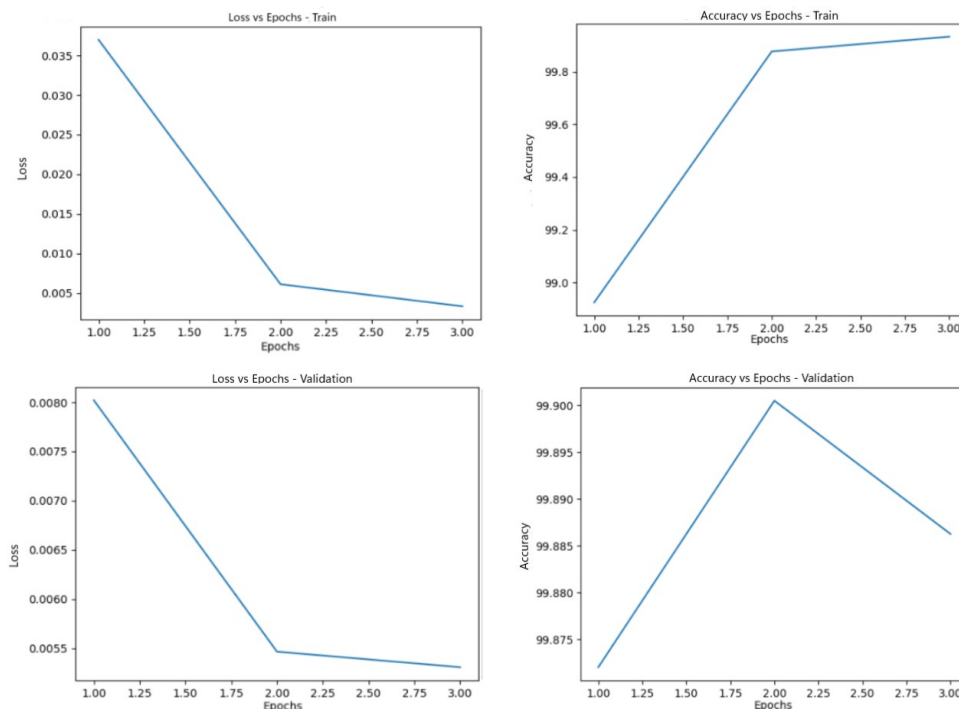 Loss vs Epochs - Train
0.035
0.030
0.025
0.020
0.015
0.010
0.005
Loss
1.00 1.25 1.50 1.75 2.00 2.25 2.50 2.75 3.00
Epochs
Accuracy vs Epochs - Train
99.8
99.6
99.4
99.2
99.0
Accuracy
1.00 1.25 1.50 1.75 2.00 2.25 2.50 2.75 3.00
Epochs
Loss vs Epochs - Validation
0.0080
0.0075
0.0070
0.0065
0.0060
0.0055
Loss
1.00 1.25 1.50 1.75 2.00 2.25 2.50 2.75 3.00
Epochs
Accuracy vs Epochs - Validation
99.900
99.895
99.890
99.885
99.880
99.875
Accuracy
1.00 1.25 1.50 1.75 2.00 2.25 2.50 2.75 3.00
Epochs